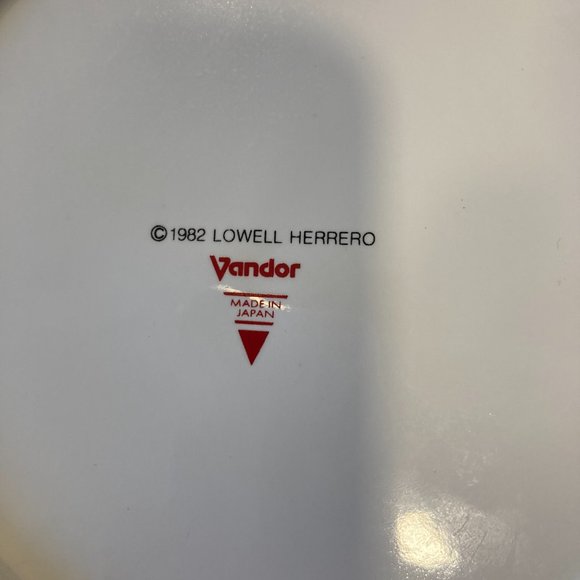 ©1982 LOWELL HERRERO
Vandor
MADE IN
JAPAN